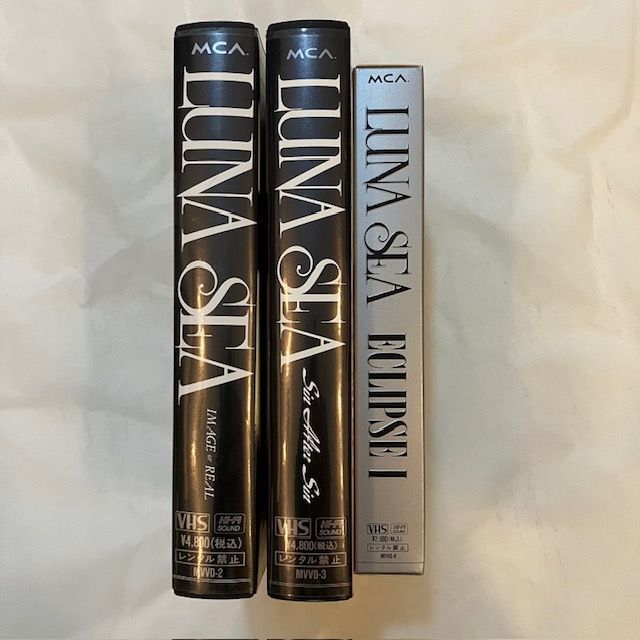 MCA
LUNA SEA
IMAGE or REAL
VHS
HI-FI
SOUND
¥4,800(税込)
レンタル禁止
MVVD-2
MCA
LUNA SEA
Sin After Sin
VHS
HI-FI
SOUND
¥4,800(税込)
レンタル禁止
MVVD-3
MCA
LUNA SEA ECLIPSE I
VHS
HI-FI
SOUND
レンタル禁止